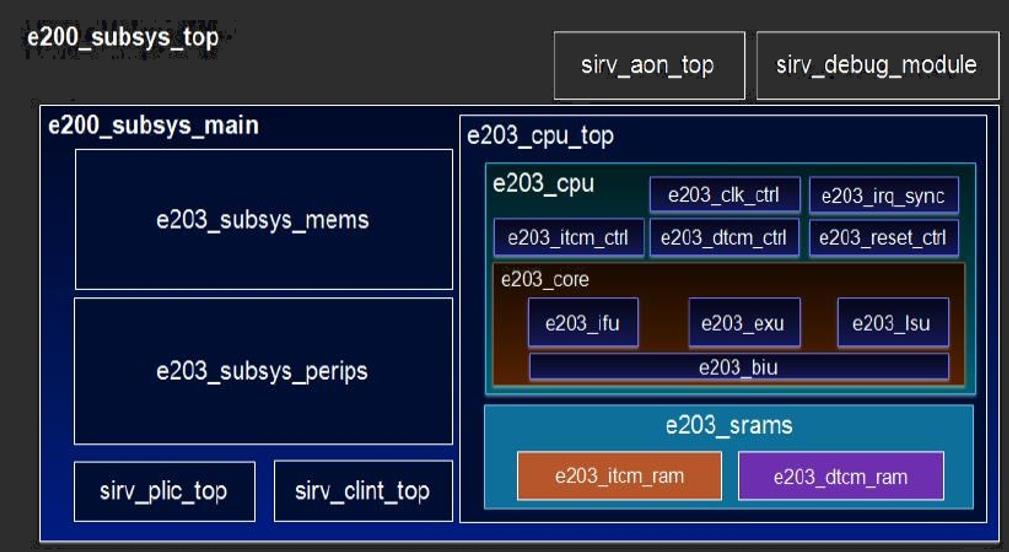 e200_subsys_top
sirv_aon_top
sirv_debug_module
e200_subsys_main
e203_cpu_top
e203_subsys_mems
e203_cpu
e203_clk_ctrl
e203_irq_sync
e203_itcm_ctrl
e203_dtcm_ctrl
e203_reset_ctrl
e203_core
e203_ifu
e203_exu
e203_lsu
e203_biu
e203_subsys_perips
e203_srams
e203_itcm_ram
e203_dtcm_ram
sirv_plic_top
sirv_clint_top